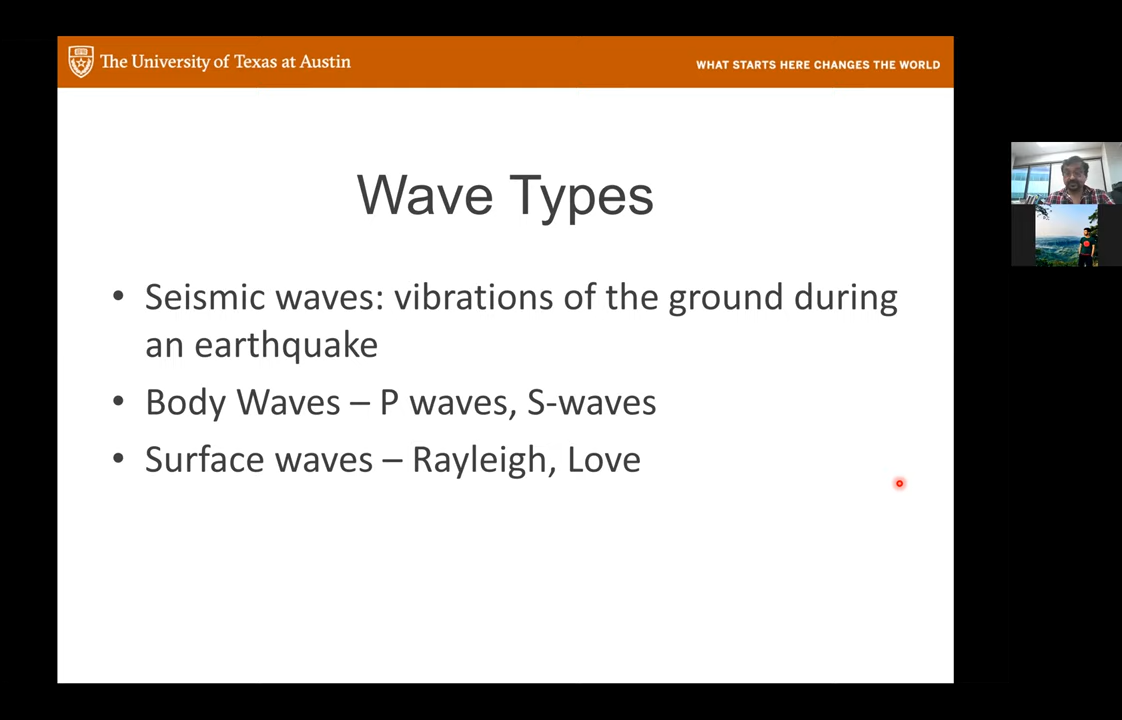 The University of Texas at Austin
WHAT STARTS HERE CHANGES THE WORLD
Wave Types
• Seismic waves: vibrations of the ground during
an earthquake
• Body Waves – P waves, S-waves
• Surface waves – Rayleigh, Love